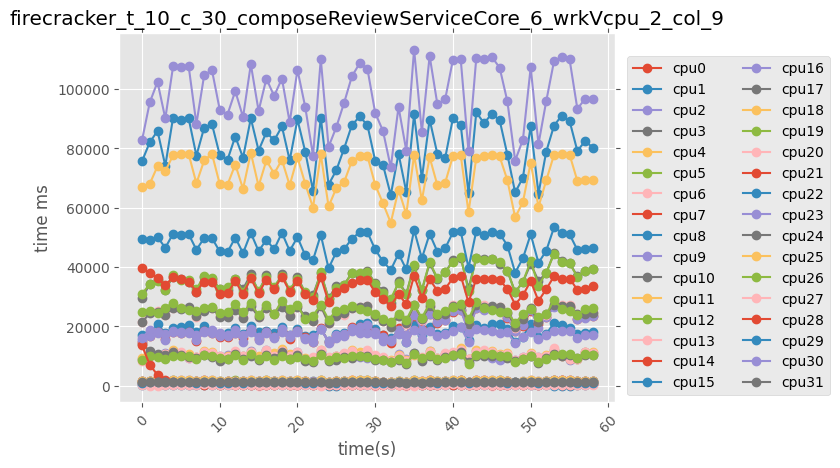 firecracker_t_10_c_30_composeReviewServiceCore_6_wrkVcpu_2_col_9
time ms
100000
80000
60000
40000
20000
0
0
10
20
30
40
50
60
time(s)
cpu0
cpu1
cpu2
cpu3
cpu4
cpu5
cpu6
cpu7
cpu8
cpu9
cpu10
cpu11
cpu12
cpu13
cpu14
cpu15
cpu16
cpu17
cpu18
cpu19
cpu20
cpu21
cpu22
cpu23
cpu24
cpu25
cpu26
cpu27
cpu28
cpu29
cpu30
cpu31